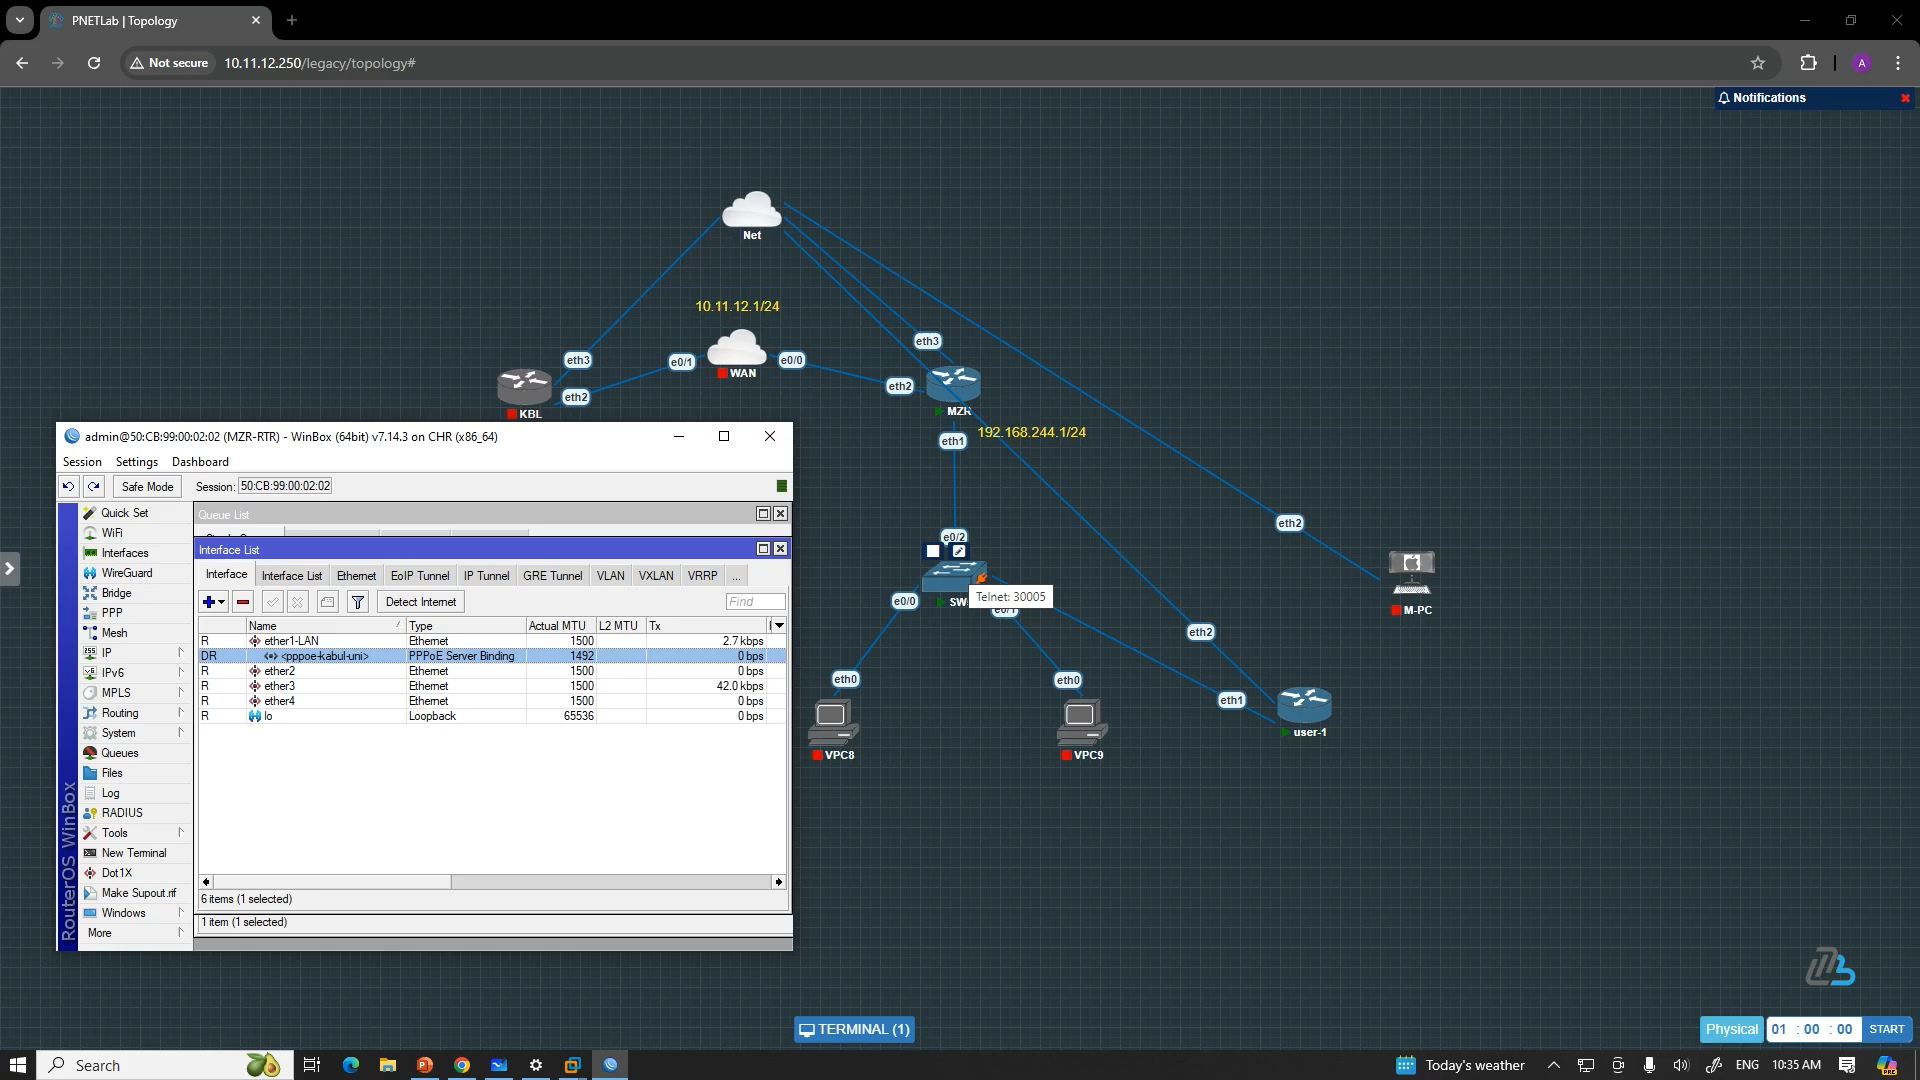 PNETLab | Topology
Not secure
10.11.12.250/legacy/topology#
A
Notifications
Net
10.11.12.1/24
eth3
eth3
e0/1
e0/0
WAN
eth2
eth2
KBL
MZR
192.168.244.1/24
eth1
admin@50:CB:99:00:02:02 (MZR-RTR) - WinBox (64bit) v7.14.3 on CHR (x86_64)
Session
Settings
Dashboard
Safe Mode
Session:
50:CB:99:00:02:02
Quick Set
WiFi
Interfaces
WireGuard
Bridge
PPP
Mesh
IP
IPv6
MPLS
Routing
System
Queues
Files
Log
RADIUS
Tools
New Terminal
Dot1X
Make Supout.rif
Windows
More
RouterOS WinBox
Queue List
Interface List
Interface
Interface List
Ethernet
EoIP Tunnel
IP Tunnel
GRE Tunnel
VLAN
VXLAN
VRRP
...
Detect Internet
Find
Name Type Actual MTU L2 MTU Tx
R ether1-LAN Ethernet 1500 2.7 kbps
DR <pppoe-kabul-uni> PPPoE Server Binding 1492 0 bps
R ether2 Ethernet 1500 0 bps
R ether3 Ethernet 1500 42.0 kbps
R ether4 Ethernet 1500 0 bps
R lo Loopback 65536 0 bps
6 items (1 selected)
1 item (1 selected)
eth2
e0/2
SW
Telnet: 30005
e0/0
e0/1
M-PC
eth2
eth0
eth0
eth1
VPC8
VPC9
user-1
TERMINAL (1)
Physical
01 : 00 : 00
START
Search
Today's weather
ENG
10:35 AM